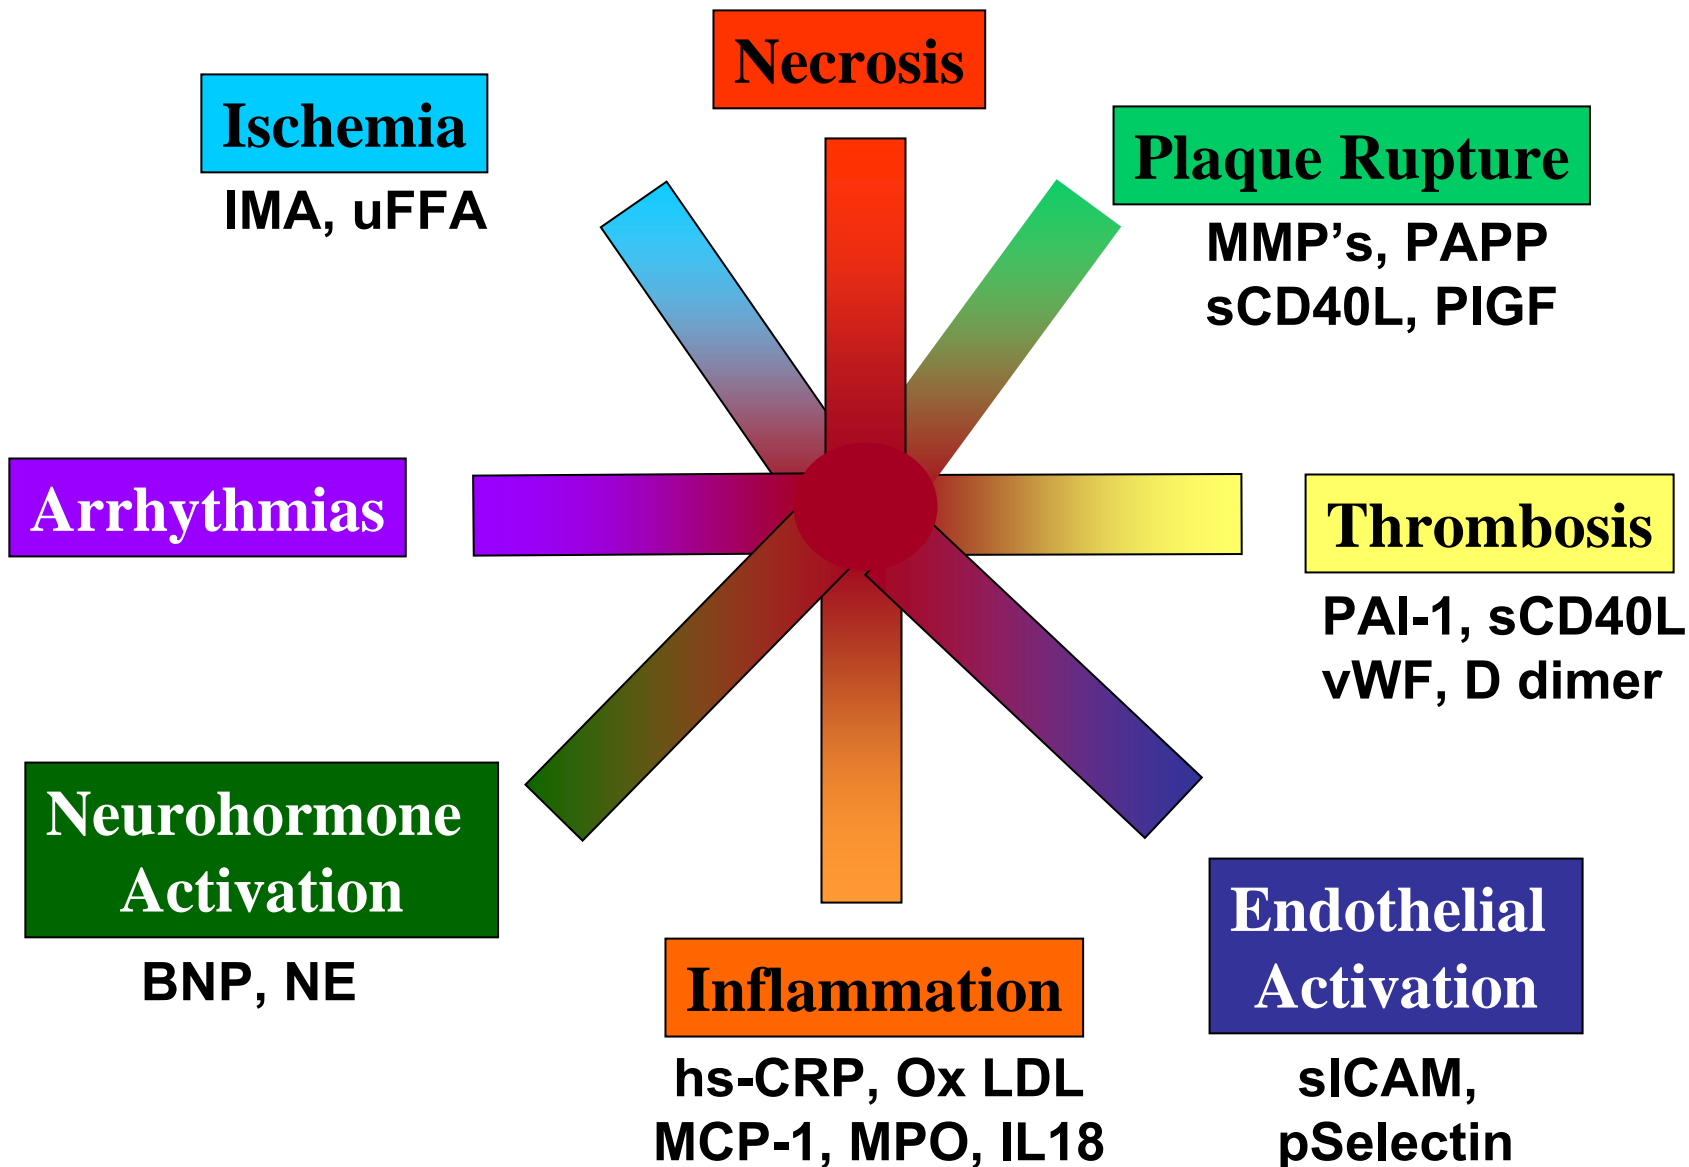 Necrosis
Ischemia
IMA, uFFA
Plaque Rupture
MMP’s, PAPP
sCD40L, PlGF
Arrhythmias
Thrombosis
PAI-1, sCD40L
vWF, D dimer
Neurohormone
Activation
BNP, NE
Inflammation
hs-CRP, Ox LDL
MCP-1, MPO, IL18
Endothelial
Activation
sICAM,
pSelectin